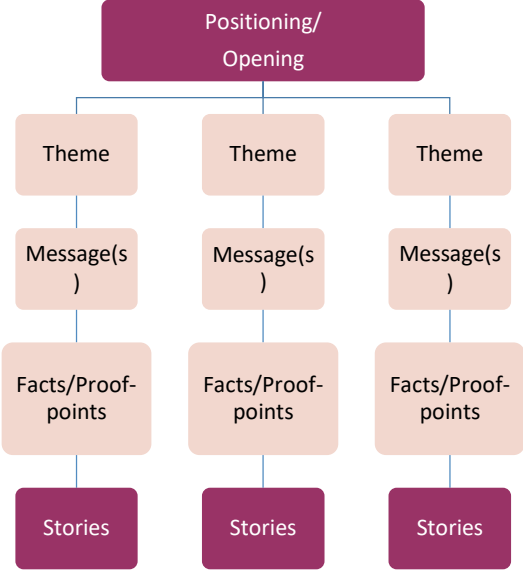 Positioning/
Opening
Theme
Theme
Theme
Message(s
)
Message(s
)
Message(s
)
Facts/Proof-
points
Facts/Proof-
points
Facts/Proof-
points
Stories
Stories
Stories